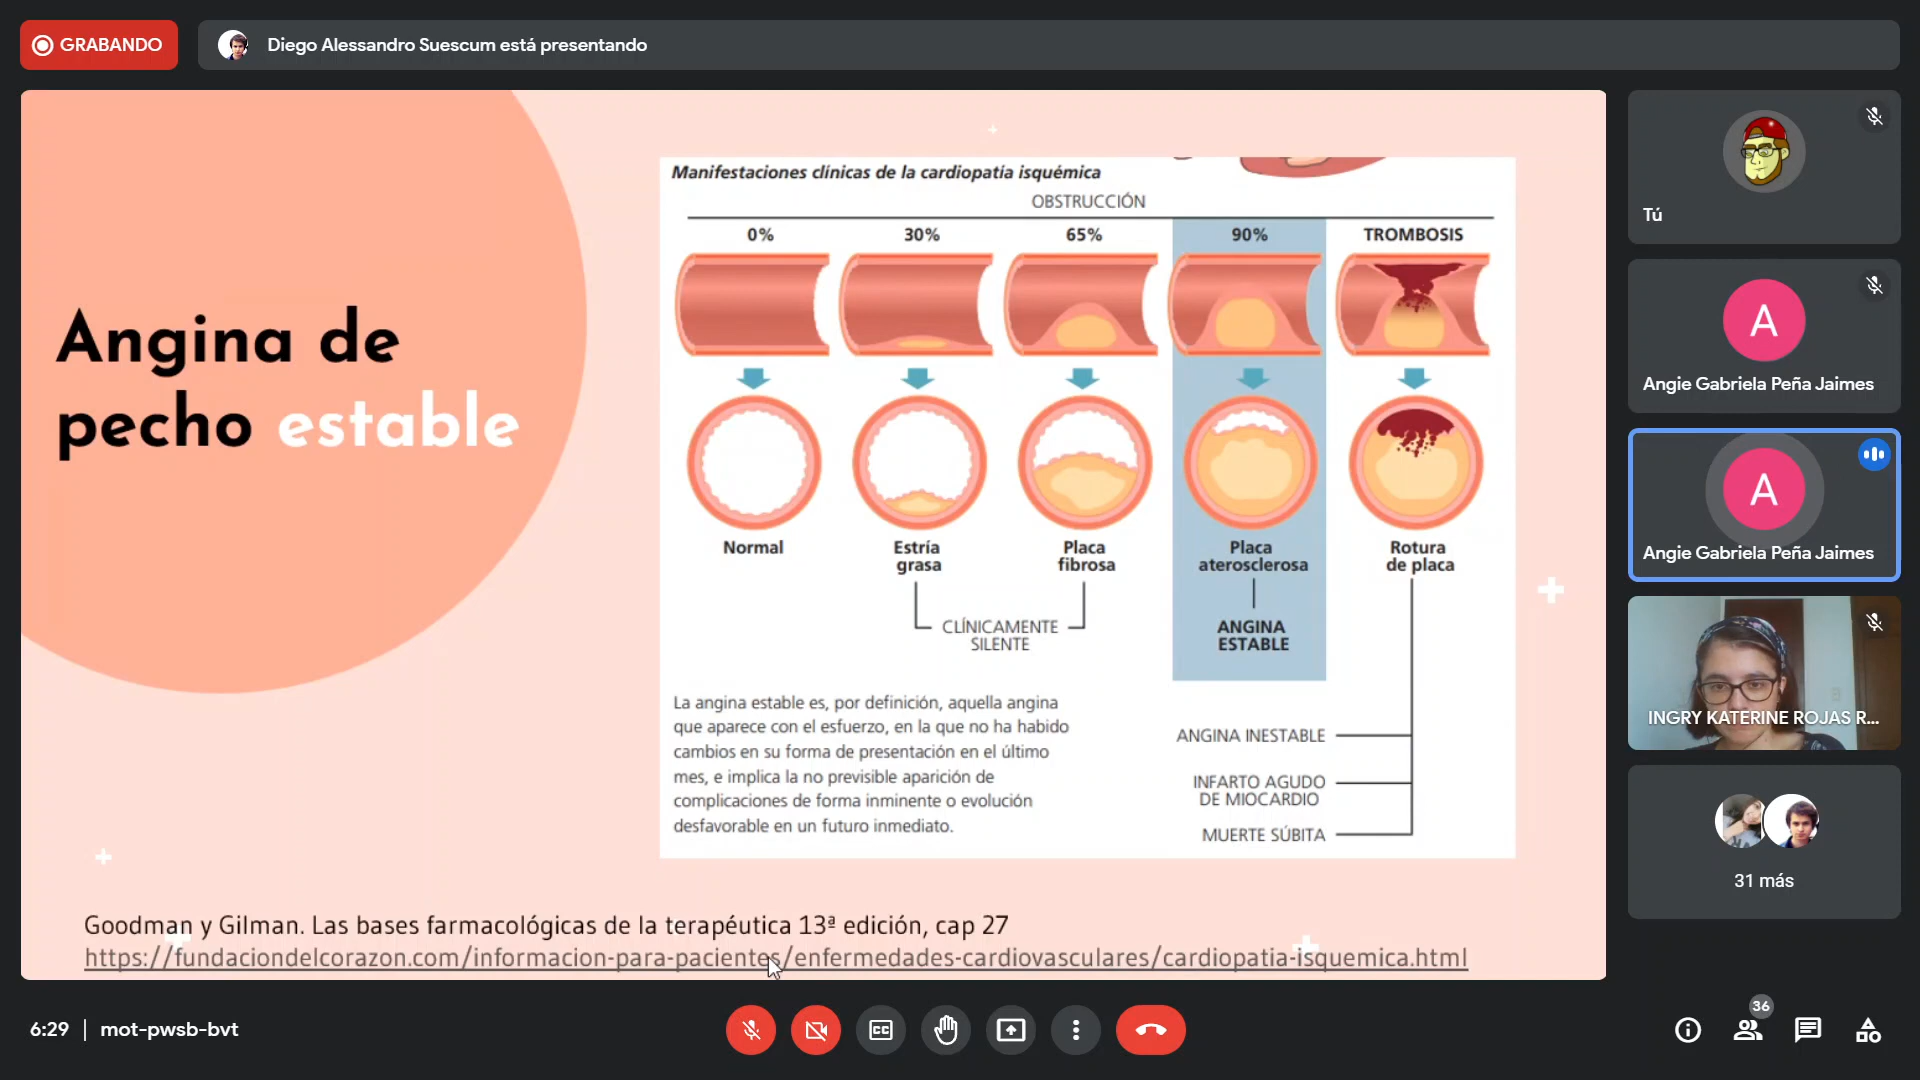 GRABANDO
Diego Alessandro Suescum está presentando
Angina de
pecho estable
Manifestaciones clínicas de la cardiopatía isquémica
OBSTRUCCIÓN
0% 30% 65% 90% TROMBOSIS
Normal
Estría
grasa
Placa
fibrosa
Placa
aterosclerosa
Rotura
de placa
CLÍNICAMENTE
SILENTE
ANGINA
ESTABLE
La angina estable es, por definición, aquella angina
que aparece con el esfuerzo, en la que no ha habido
cambios en su forma de presentación en el último
mes, e implica la no previsible aparición de
complicaciones de forma inminente o evolución
desfavorable en un futuro inmediato.
ANGINA INESTABLE
INFARTO AGUDO
DE MIOCARDIO
MUERTE SÚBITA
Goodman y Gilman. Las bases farmacológicas de la terapéutica 13ª edición, cap 27
https://fundaciondelcorazon.com/informacion-para-pacientes/enfermedades-cardiovasculares/cardiopatia-isquemica.html
Tú
A
Angie Gabriela Peña Jaimes
A
Angie Gabriela Peña Jaimes
INGRY KATERINE ROJAS R...
31 más
6:29 | mot-pwsb-bvt
CC
36